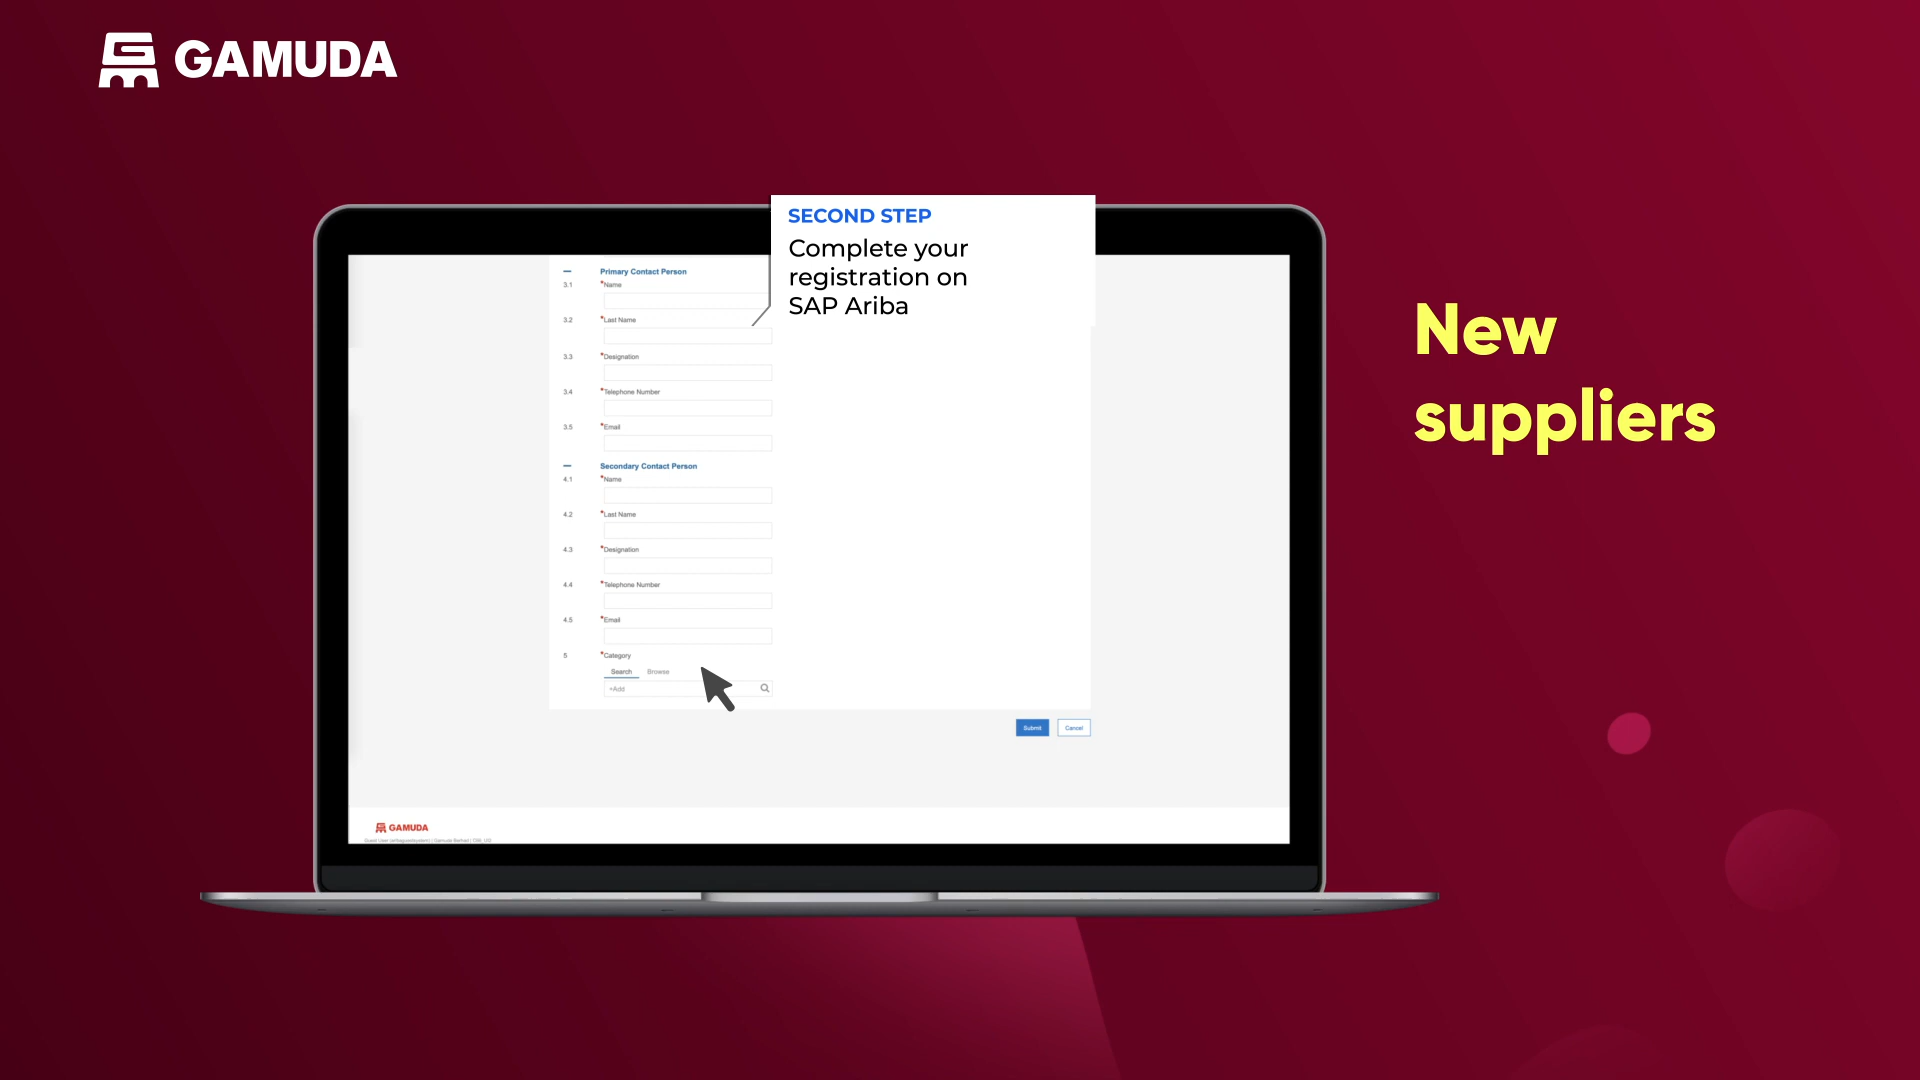 GAMUDA
SECOND STEP
Complete your
registration on
SAP Ariba
New
suppliers
Primary Contact Person
3.1 *Name
3.2 *Last Name
3.3 *Designation
3.4 *Telephone Number
3.5 *Email
Secondary Contact Person
4.1 *Name
4.2 *Last Name
4.3 *Designation
4.4 *Telephone Number
4.5 *Email
5 *Category
Search Browse
+Add
Submit Cancel
GAMUDA